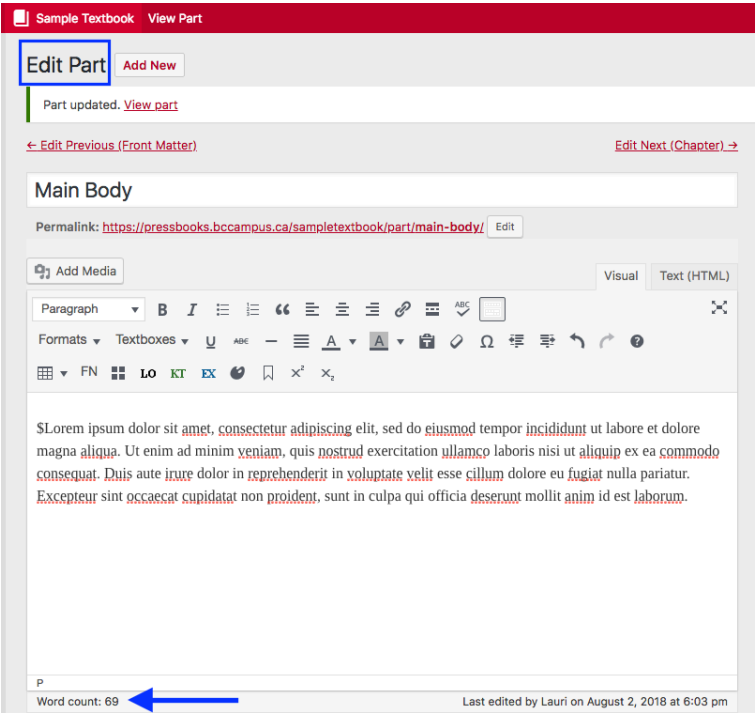 Sample Textbook View Part
Edit Part Add New
Part updated. View part
← Edit Previous (Front Matter) Edit Next (Chapter) →
Main Body
Permalink: https://pressbooks.bccampus.ca/sampletextbook/part/main-body/ Edit
Add Media Visual Text (HTML)
Paragraph B I “ ABC
Formats Textboxes U ABC A A T Ω ?
FN LO KT EX x² x₂
$Lorem ipsum dolor sit amet, consectetur adipiscing elit, sed do eiusmod tempor incididunt ut labore et dolore
magna aliqua. Ut enim ad minim veniam, quis nostrud exercitation ullamco laboris nisi ut aliquip ex ea commodo
consequat. Duis aute irure dolor in reprehenderit in voluptate velit esse cillum dolore eu fugiat nulla pariatur.
Excepteur sint occaecat cupidatat non proident, sunt in culpa qui officia deserunt mollit anim id est laborum.
P
Word count: 69 Last edited by Lauri on August 2, 2018 at 6:03 pm